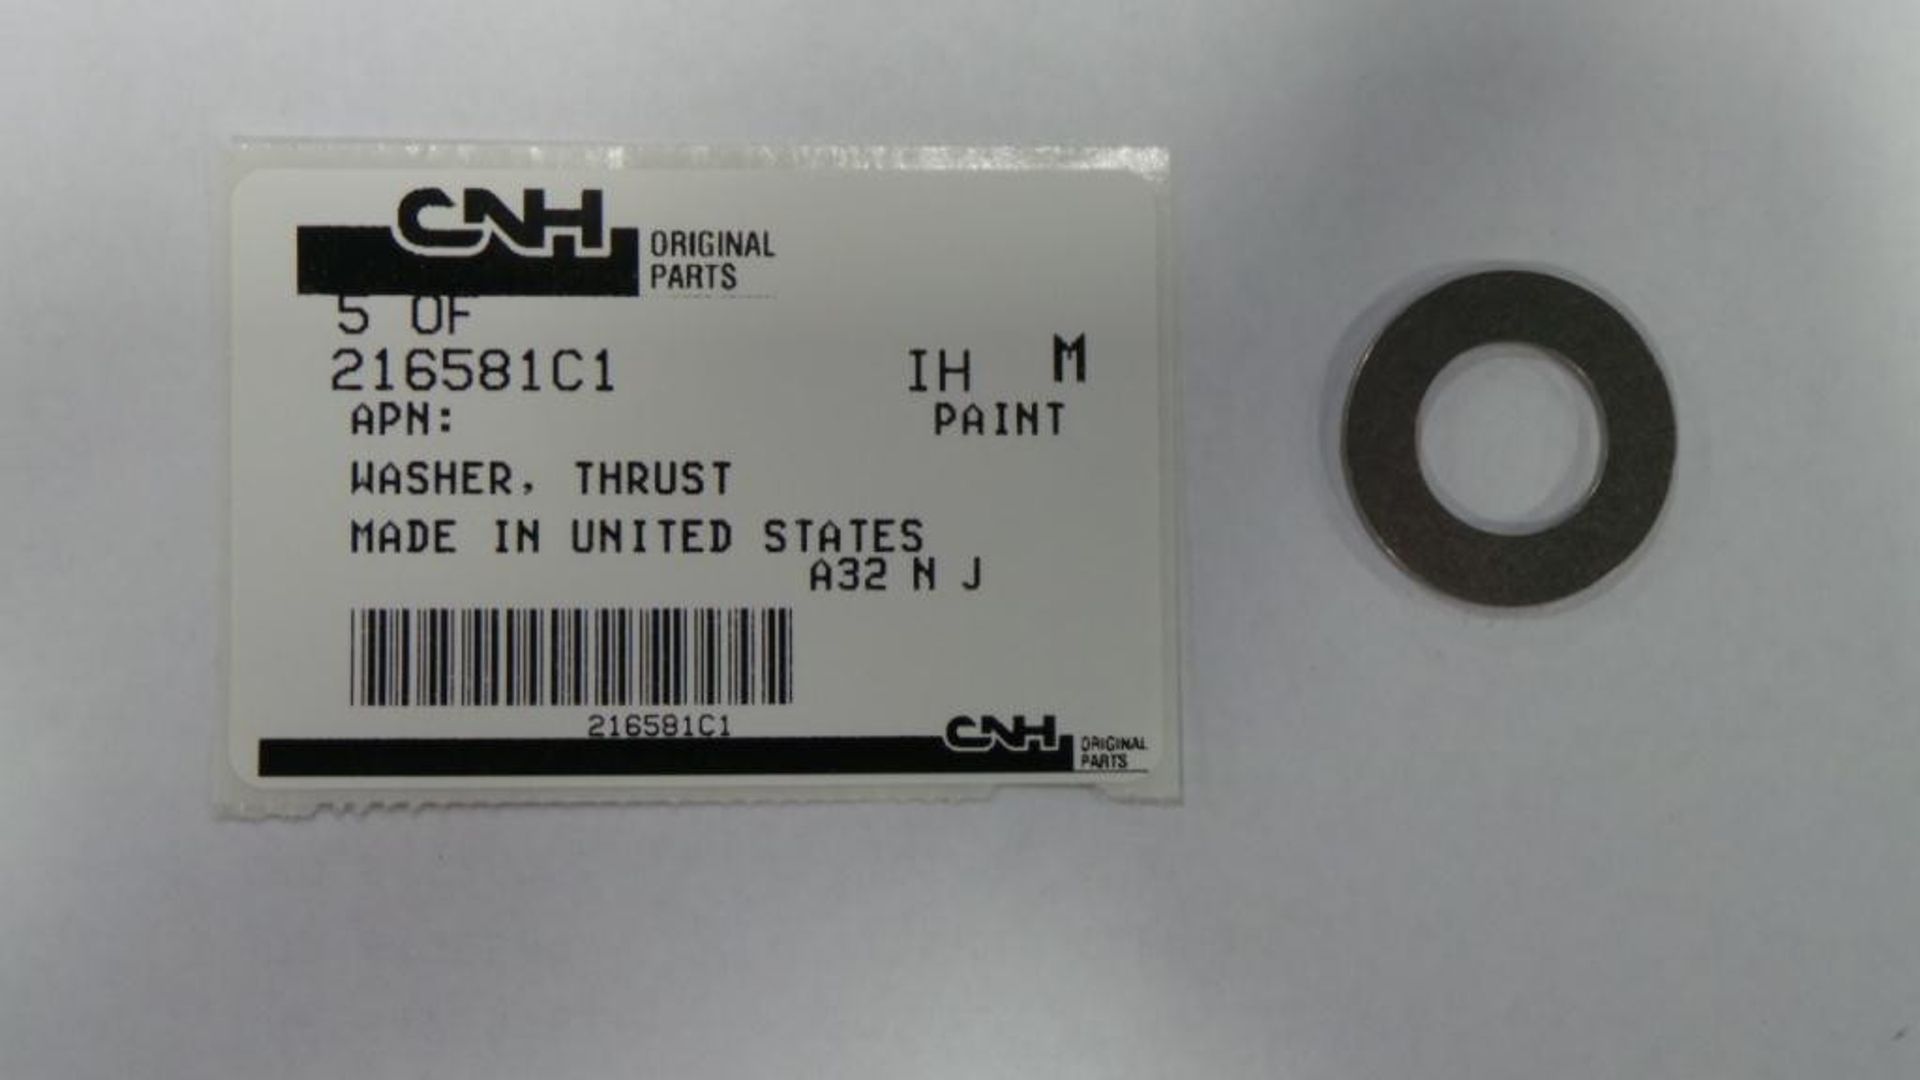 CNH ORIGINAL
PARTS
5 OF
216581C1 IH M
APN: PAINT
WASHER, THRUST
MADE IN UNITED STATES
A32 N J
216581C1
CNH ORIGINAL
PARTS